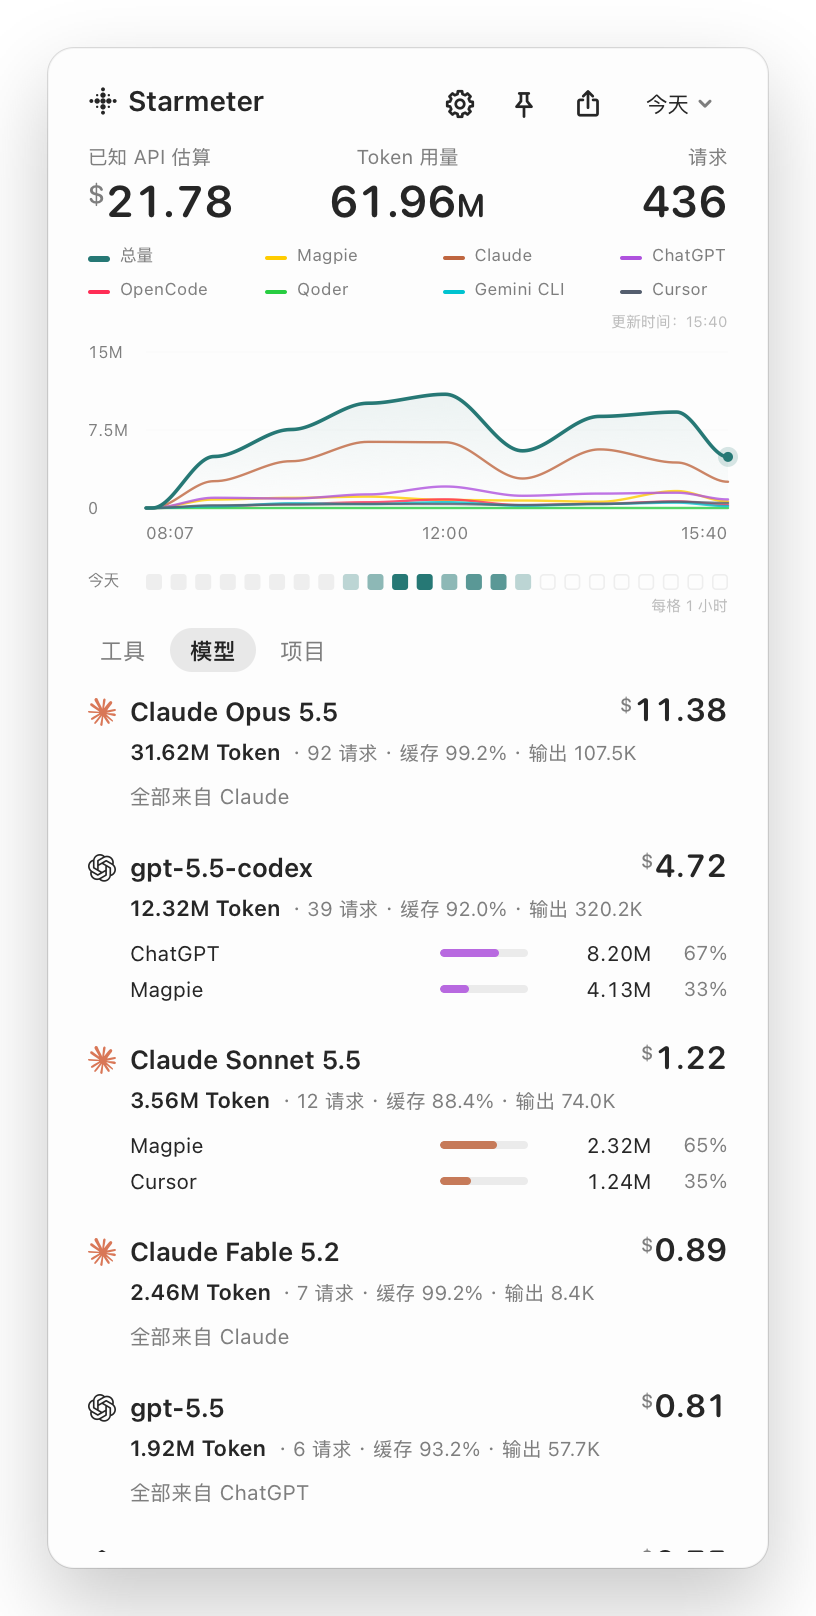 Starmeter 今天
已知 API 估算 Token 用量 请求
$21.78 61.96M 436
总量 Magpie Claude ChatGPT
OpenCode Qoder Gemini CLI Cursor
更新时间：15:40
15M
7.5M
0
08:07 12:00 15:40
今天
每格 1 小时
工具 模型 项目
Claude Opus 5.5 $11.38
31.62M Token · 92 请求 · 缓存 99.2% · 输出 107.5K
全部来自 Claude
gpt-5.5-codex $4.72
12.32M Token · 39 请求 · 缓存 92.0% · 输出 320.2K
ChatGPT 8.20M 67%
Magpie 4.13M 33%
Claude Sonnet 5.5 $1.22
3.56M Token · 12 请求 · 缓存 88.4% · 输出 74.0K
Magpie 2.32M 65%
Cursor 1.24M 35%
Claude Fable 5.2 $0.89
2.46M Token · 7 请求 · 缓存 99.2% · 输出 8.4K
全部来自 Claude
gpt-5.5 $0.81
1.92M Token · 6 请求 · 缓存 93.2% · 输出 57.7K
全部来自 ChatGPT